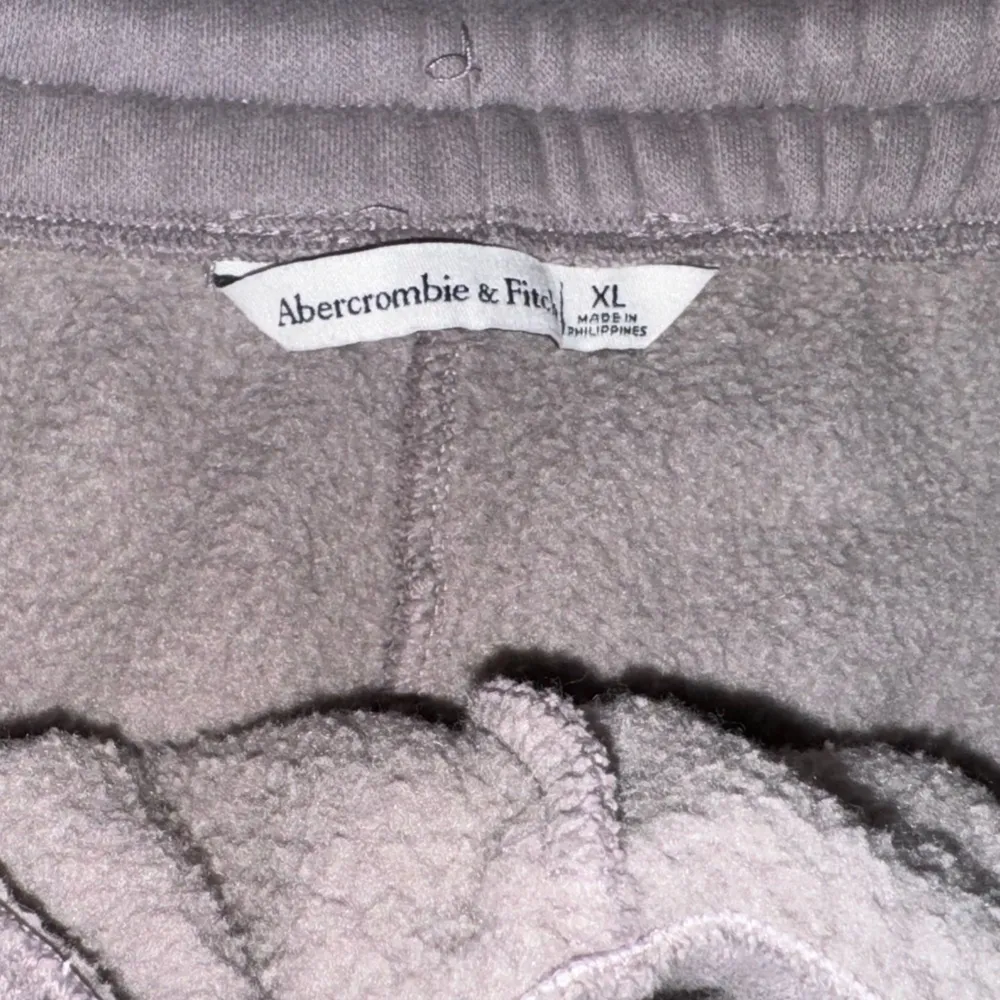 Abercrombie & Fitch
XL
MADE IN
PHILIPPINES